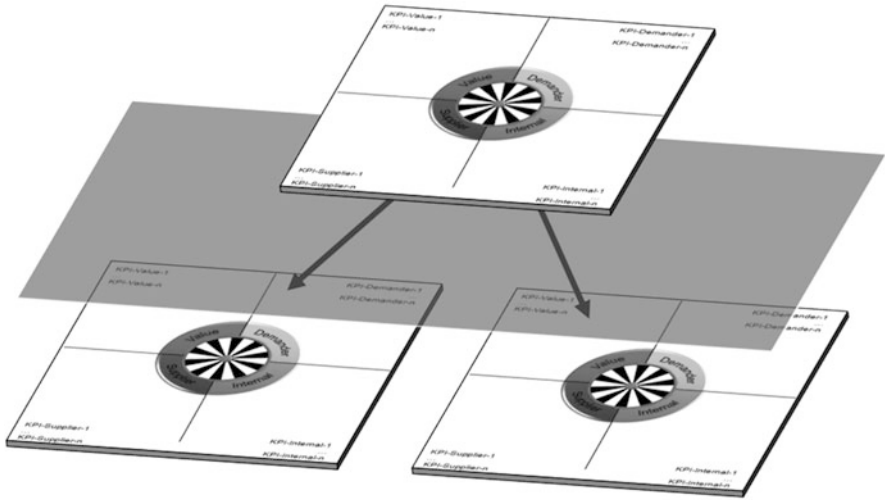 KPI-Value-1
KPI-Value-n
KPI-Demander-1
KPI-Demander-n
Value
Demander
Supplier
Internal
KPI-Supplier-1
KPI-Supplier-n
KPI-Internal-1
KPI-Internal-n
KPI-Value-1
KPI-Value-n
KPI-Demander-1
KPI-Demander-n
Value
Demander
Supplier
Internal
KPI-Supplier-1
KPI-Supplier-n
KPI-Internal-1
KPI-Internal-n
KPI-Value-1
KPI-Value-n
KPI-Demander-1
KPI-Demander-n
Value
Demander
Supplier
Internal
KPI-Supplier-1
KPI-Supplier-n
KPI-Internal-1
KPI-Internal-n